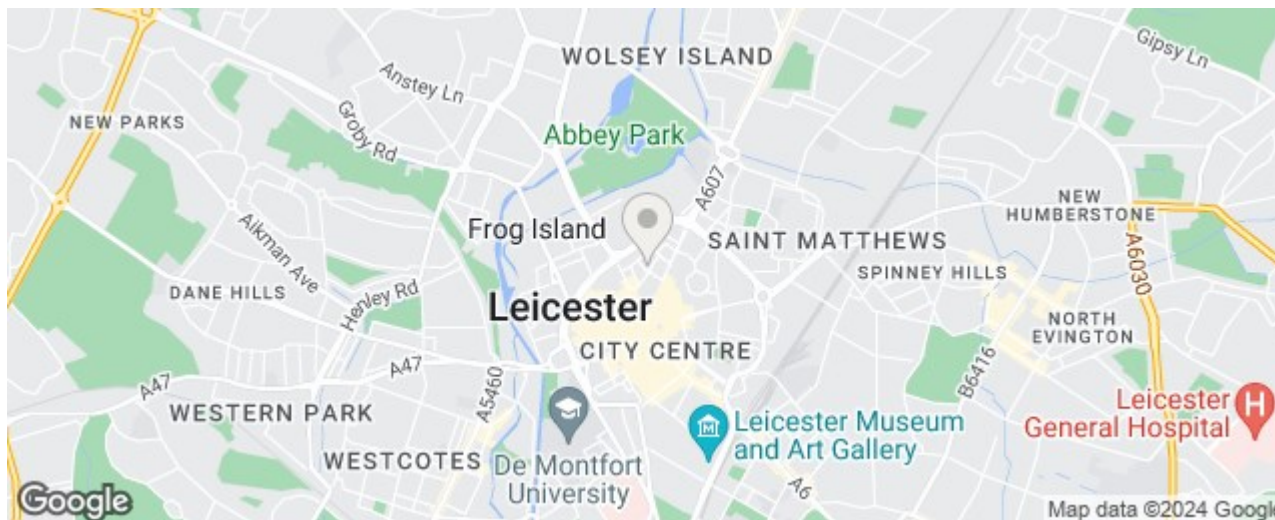 WOLSEY ISLAND
Gipsy Ln
Anstey Ln
Groby Rd
NEW PARKS
Abbey Park
A607
NEW
HUMBERSTONE
Frog Island
SAINT MATTHEWS
Aikman Ave
A6030
SPINNEY HILLS
DANE HILLS
Henley Rd
Leicester
NORTH
EVINGTON
CITY CENTRE
A47
A47
A5460
B6416
WESTERN PARK
Leicester
General Hospital
H
Leicester Museum
and Art Gallery
M
WESTCOTES
De Montfort
University
A6
Google
Map data ©2024 Google